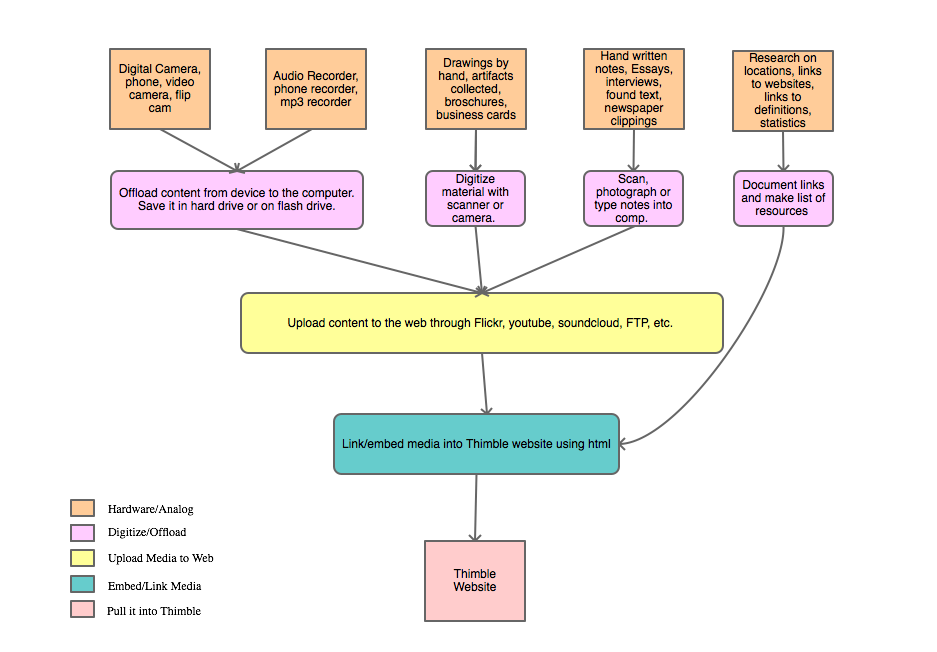 Digital Camera,
phone, video
camera, flip
cam
Audio Recorder,
phone recorder,
mp3 recorder
Drawings by
hand, artifacts
collected,
broschures,
business cards
Hand written
notes, Essays,
interviews,
found text,
newspaper
clippings
Research on
locations, links
to websites,
links to
definitions,
statistics
Offload content from device to the computer.
Save it in hard drive or on flash drive.
Digitize
material with
scanner or
camera.
Scan,
photograph or
type notes into
comp.
Document links
and make list of
resources
Upload content to the web through Flickr, youtube, soundcloud, FTP, etc.
Link/embed media into Thimble website using html
Thimble
Website
Hardware/Analog
Digitize/Offload
Upload Media to Web
Embed/Link Media
Pull it into Thimble